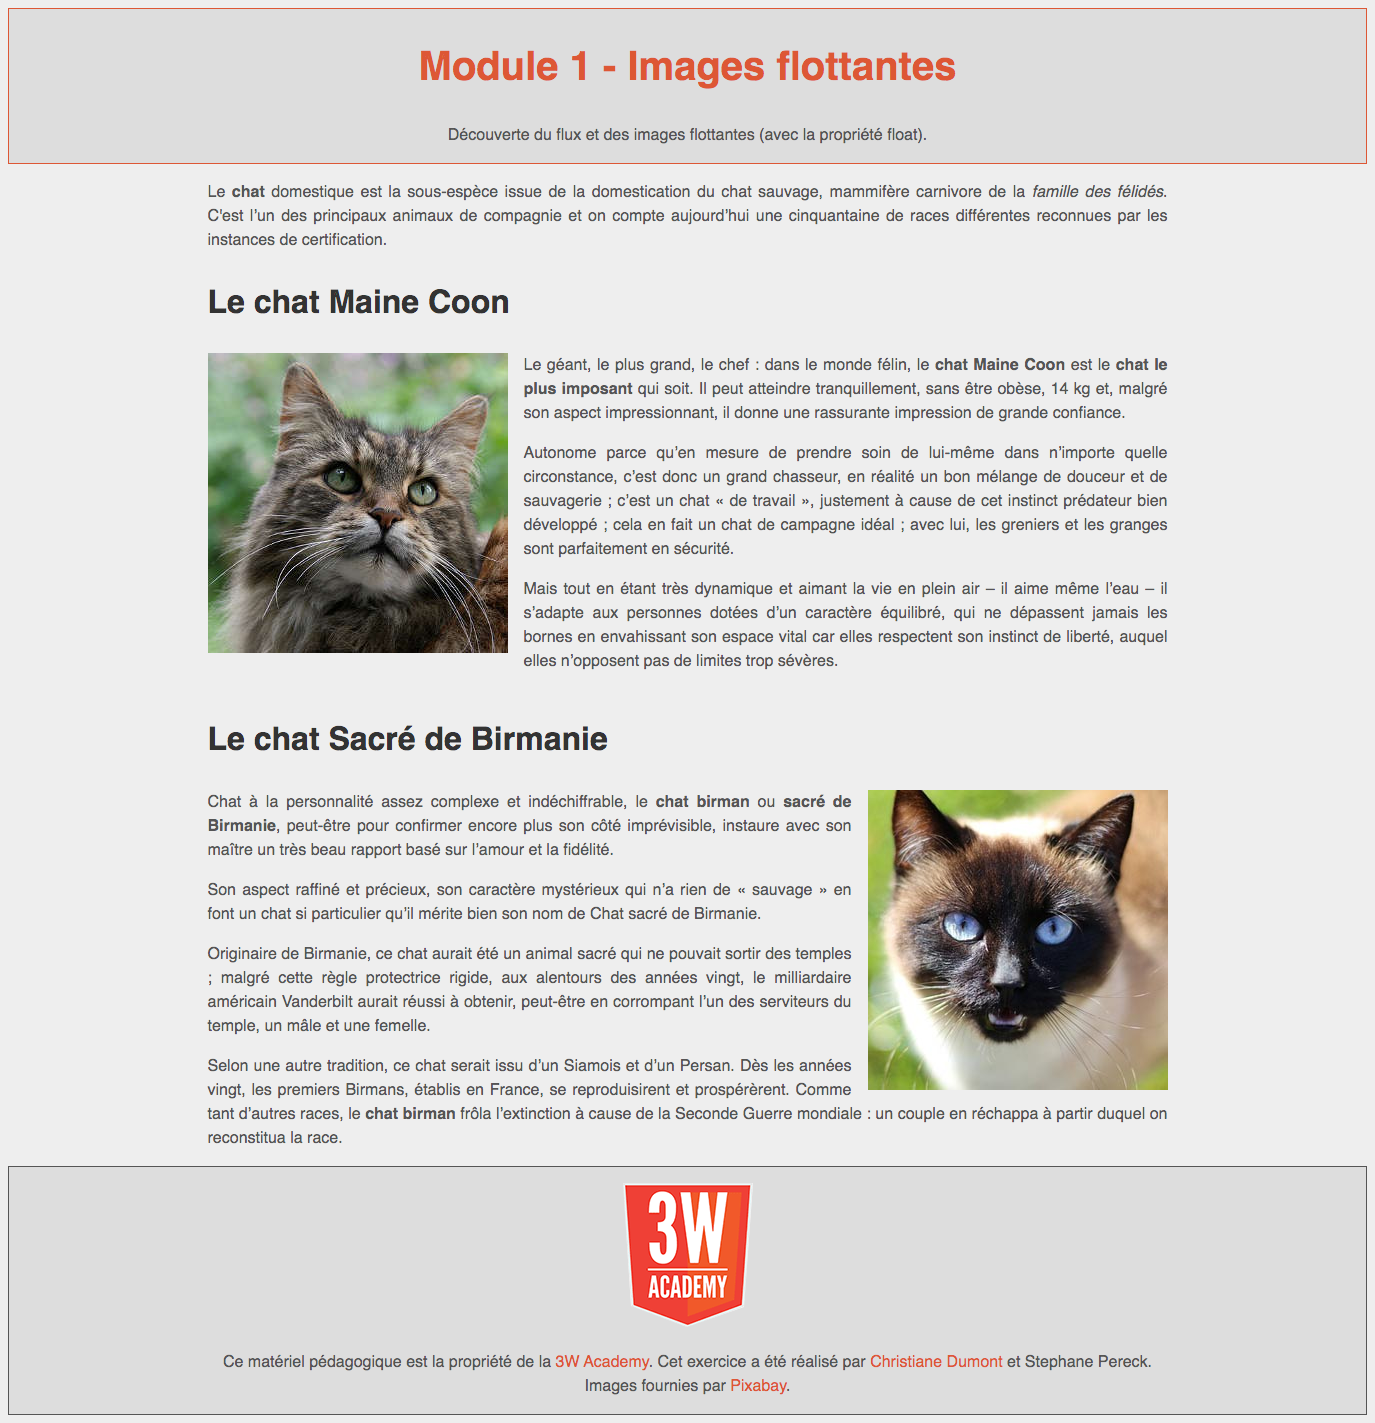 Module 1 - Images flottantes
Découverte du flux et des images flottantes (avec la propriété float).
Le chat domestique est la sous-espèce issue de la domestication du chat sauvage, mammifère carnivore de la famille des félidés.
C'est l'un des principaux animaux de compagnie et on compte aujourd'hui une cinquantaine de races différentes reconnues par les
instances de certification.
Le chat Maine Coon
Le géant, le plus grand, le chef : dans le monde félin, le chat Maine Coon est le chat le
plus imposant qui soit. Il peut atteindre tranquillement, sans être obèse, 14 kg et, malgré
son aspect impressionnant, il donne une rassurante impression de grande confiance.
Autonome parce qu'en mesure de prendre soin de lui-même dans n'importe quelle
circonstance, c'est donc un grand chasseur, en réalité un bon mélange de douceur et de
sauvagerie ; c'est un chat « de travail », justement à cause de cet instinct prédateur bien
développé ; cela en fait un chat de campagne idéal ; avec lui, les greniers et les granges
sont parfaitement en sécurité.
Mais tout en étant très dynamique et aimant la vie en plein air – il aime même l'eau – il
s'adapte aux personnes dotées d'un caractère équilibré, qui ne dépassent jamais les
bornes en envahissant son espace vital car elles respectent son instinct de liberté, auquel
elles n'opposent pas de limites trop sévères.
Le chat Sacré de Birmanie
Chat à la personnalité assez complexe et indéchiffrable, le chat birman ou sacré de
Birmanie, peut-être pour confirmer encore plus son côté imprévisible, instaure avec son
maître un très beau rapport basé sur l'amour et la fidélité.
Son aspect raffiné et précieux, son caractère mystérieux qui n'a rien de « sauvage » en
font un chat si particulier qu'il mérite bien son nom de Chat sacré de Birmanie.
Originaire de Birmanie, ce chat aurait été un animal sacré qui ne pouvait sortir des temples
; malgré cette règle protectrice rigide, aux alentours des années vingt, le milliardaire
américain Vanderbilt aurait réussi à obtenir, peut-être en corrompant l'un des serviteurs du
temple, un mâle et une femelle.
Selon une autre tradition, ce chat serait issu d'un Siamois et d'un Persan. Dès les années
vingt, les premiers Birmans, établis en France, se reproduisirent et prospérèrent. Comme
tant d'autres races, le chat birman frôla l'extinction à cause de la Seconde Guerre mondiale : un couple en réchappa à partir duquel on
reconstitua la race.
3W
ACADEMY
Ce matériel pédagogique est la propriété de la 3W Academy. Cet exercice a été réalisé par Christiane Dumont et Stephane Pereck.
Images fournies par Pixabay.